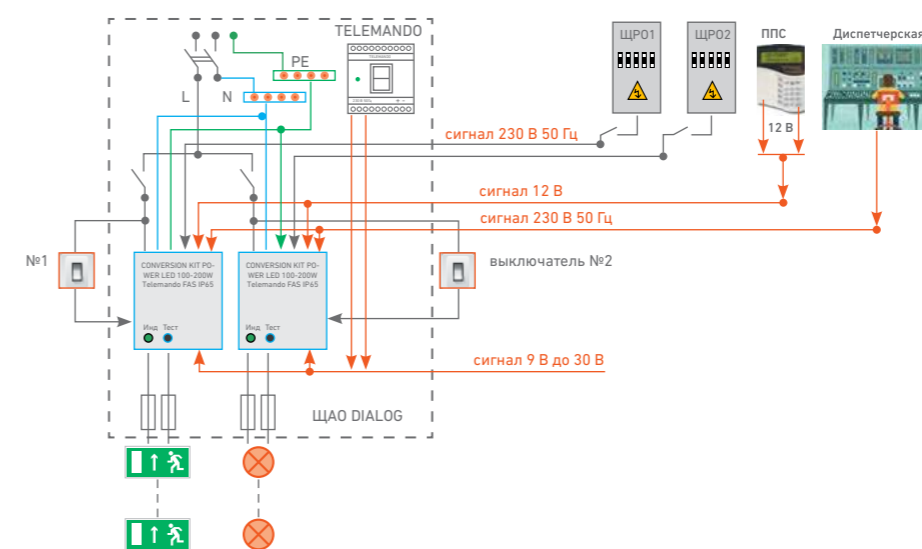 TELEMANDO
PE
L
N
TELEMANDO
ЩРО1
ЩРО2
ППС
Диспетчерская
12 В
сигнал 230 В 50 Гц
сигнал 12 В
сигнал 230 В 50 Гц
№1
CONVERSION KIT PO-
WER LED 100-200W
Telemando FAS IP65
Инд Тест
CONVERSION KIT PO-
WER LED 100-200W
Telemando FAS IP65
Инд Тест
выключатель №2
сигнал 9 В до 30 В
ЩАО DIALOG